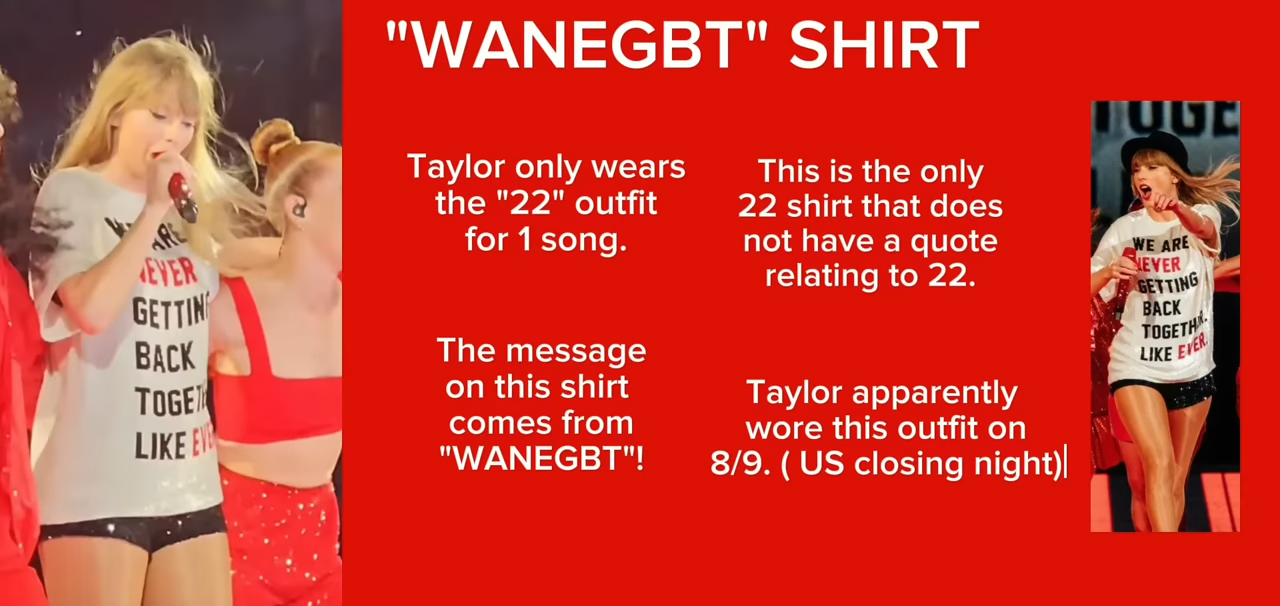 "WANEGBT" SHIRT
Taylor only wears
the "22" outfit
for 1 song.
This is the only
22 shirt that does
not have a quote
relating to 22.
The message
on this shirt
comes from
"WANEGBT"!
Taylor apparently
wore this outfit on
8/9. ( US closing night)
ARE
NEVER
GETTING
BACK
LIKE
WE ARE
NEVER
GETTING
BACK
LIKE EVER.